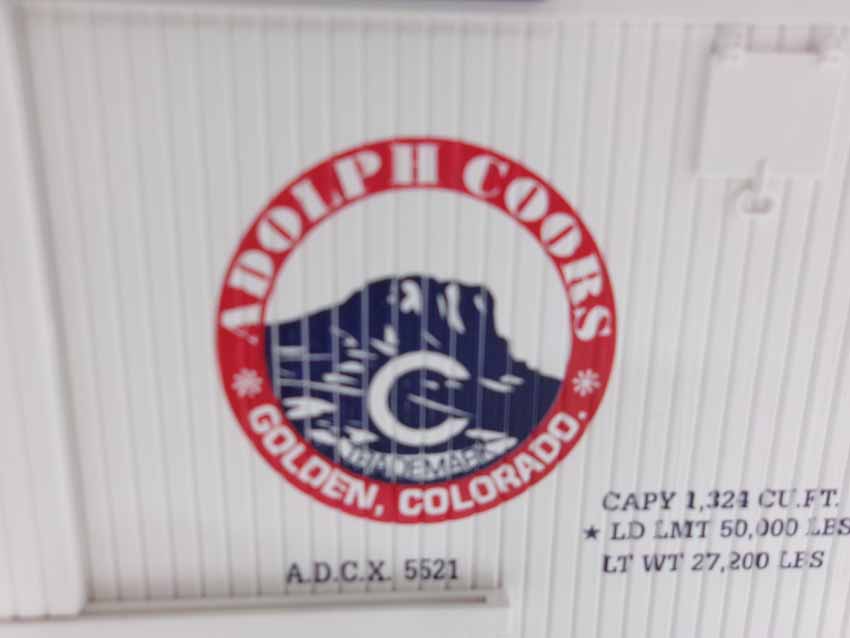 ADOLPH COORS
TRADEMARK
GOLDEN, COLORADO.
A.D.C.X. 5521
CAPY 1,324 CU.FT.
★ LD LMT 50,000 LBS
LT WT 27,200 LBS